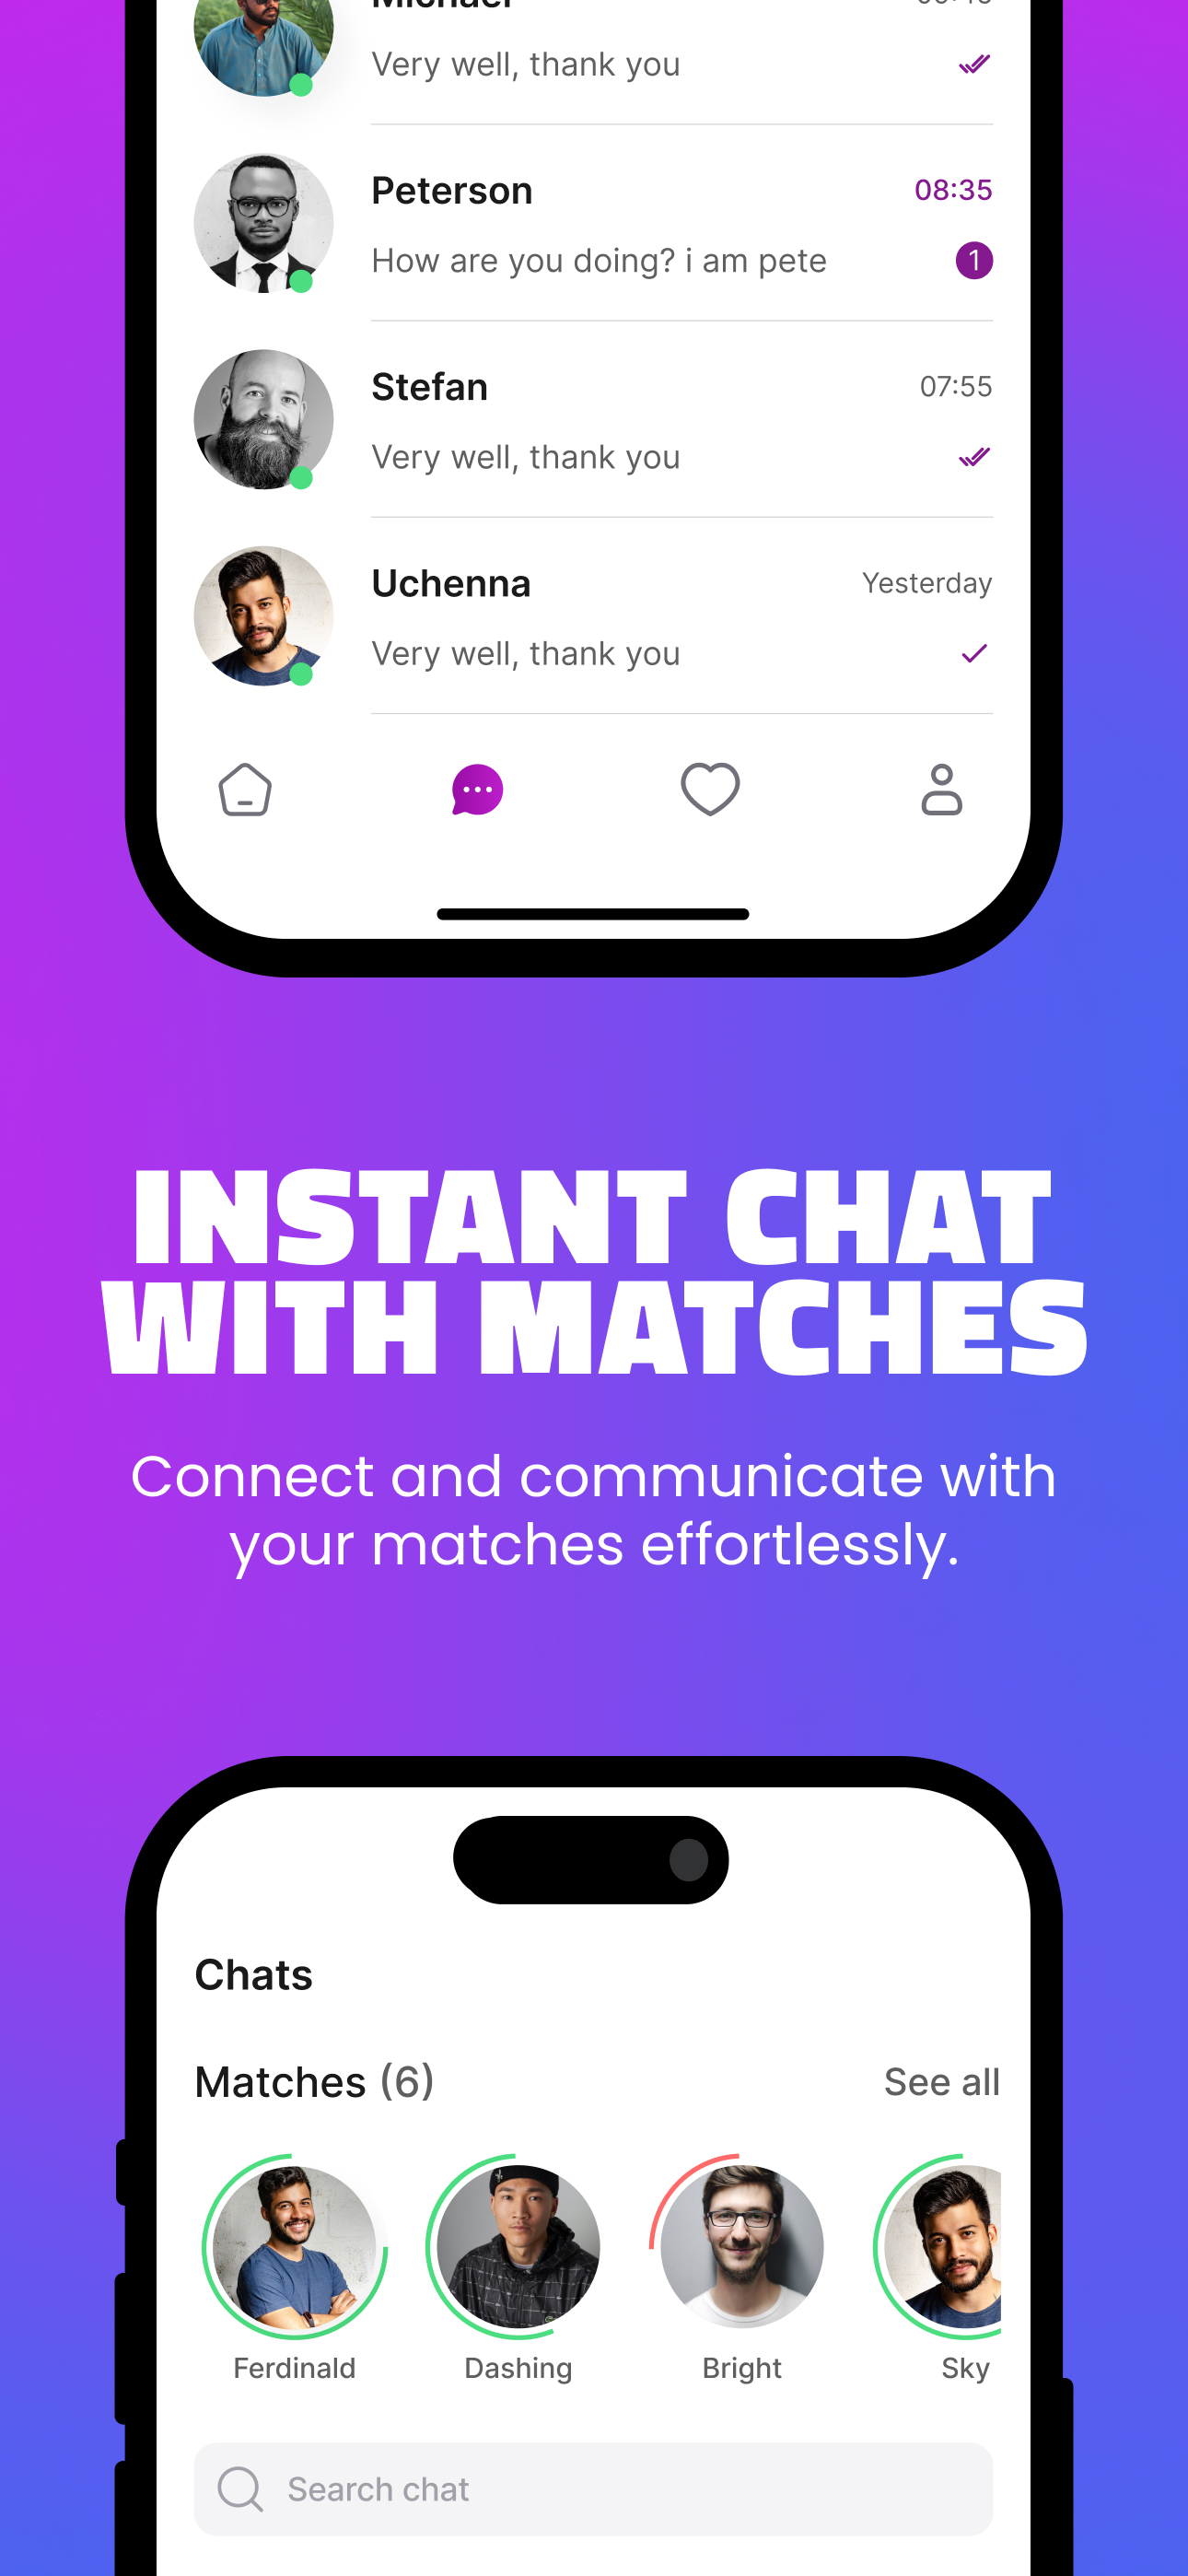 Very well, thank you
Peterson 08:35
How are you doing? i am pete 1
Stefan 07:55
Very well, thank you
Uchenna Yesterday
Very well, thank you
INSTANT CHAT
WITH MATCHES
Connect and communicate with
your matches effortlessly.
Chats
Matches (6) See all
Ferdinald Dashing Bright Sky
Search chat